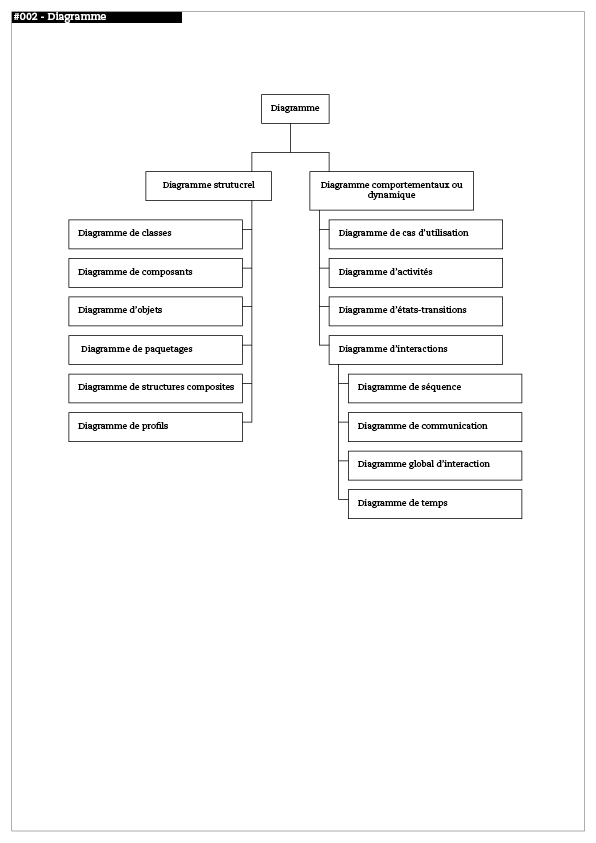 #002 - Diagramme
Diagramme
Diagramme strutucrel
Diagramme comportementaux ou
dynamique
Diagramme de classes
Diagramme de composants
Diagramme d'objets
Diagramme de paquetages
Diagramme de structures composites
Diagramme de profils
Diagramme de cas d'utilisation
Diagramme d'activités
Diagramme d'états-transitions
Diagramme d'interactions
Diagramme de séquence
Diagramme de communication
Diagramme global d'interaction
Diagramme de temps